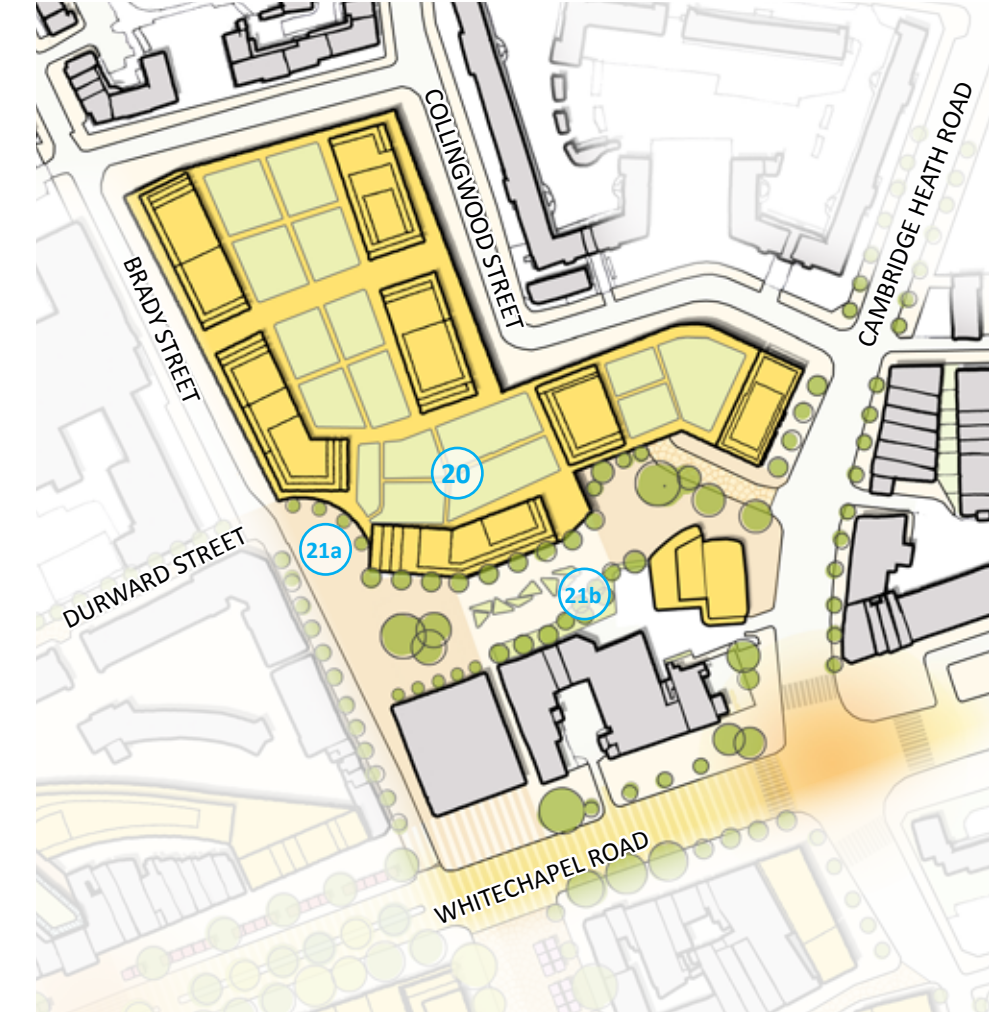 COLLINGWOOD STREET
CAMBRIDGE HEATH ROAD
BRADY STREET
20
DURWARD STREET
21a
21b
WHITECHAPEL ROAD